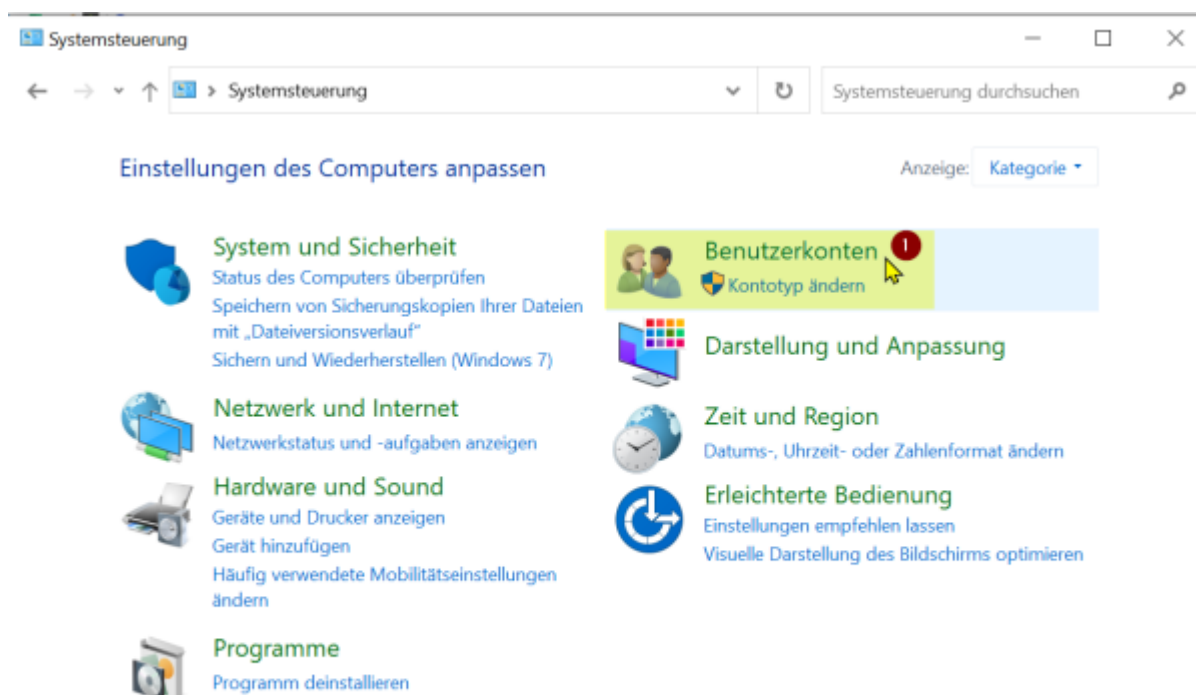 Systemsteuerung
Systemsteuerung
Systemsteuerung durchsuchen
Einstellungen des Computers anpassen
Anzeige: Kategorie
System und Sicherheit
Status des Computers überprüfen
Speichern von Sicherungskopien Ihrer Dateien
mit „Dateiversionsverlauf“
Sichern und Wiederherstellen (Windows 7)
Netzwerk und Internet
Netzwerkstatus und -aufgaben anzeigen
Hardware und Sound
Geräte und Drucker anzeigen
Gerät hinzufügen
Häufig verwendete Mobilitätseinstellungen
ändern
Programme
Programm deinstallieren
Benutzerkonten 1
Kontotyp ändern
Darstellung und Anpassung
Zeit und Region
Datums-, Uhrzeit- oder Zahlenformat ändern
Erleichterte Bedienung
Einstellungen empfehlen lassen
Visuelle Darstellung des Bildschirms optimieren